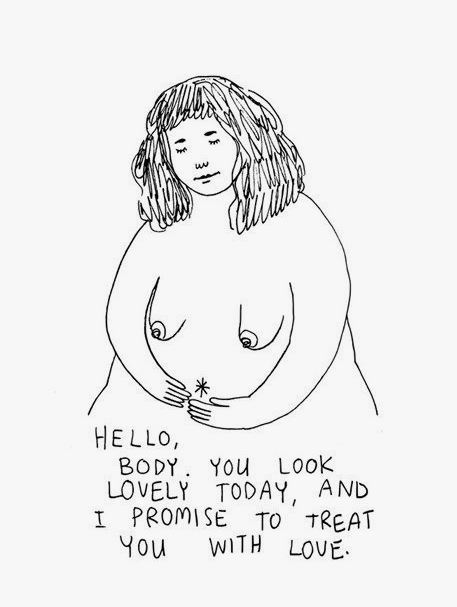 HELLO,
BODY. YOU LOOK
LOVELY TODAY, AND
I PROMISE TO TREAT
YOU WITH LOVE.